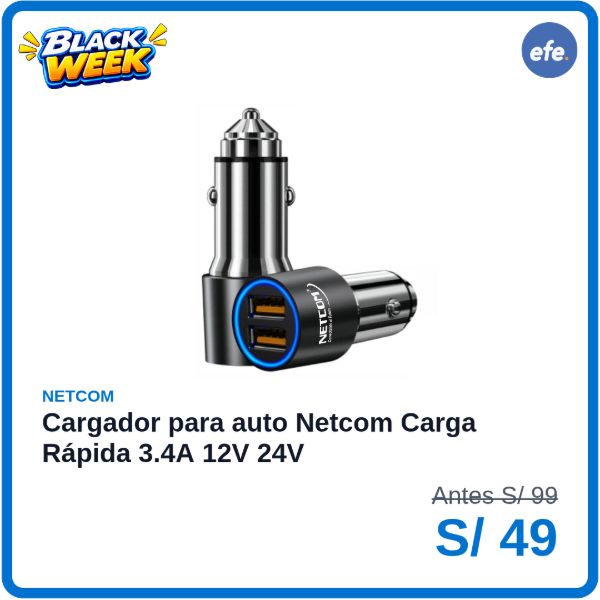 BLACK
WEEK
efe.
NETCOM
NETCOM
Cargador para auto Netcom Carga
Rápida 3.4A 12V 24V
Antes S/ 99
S/ 49